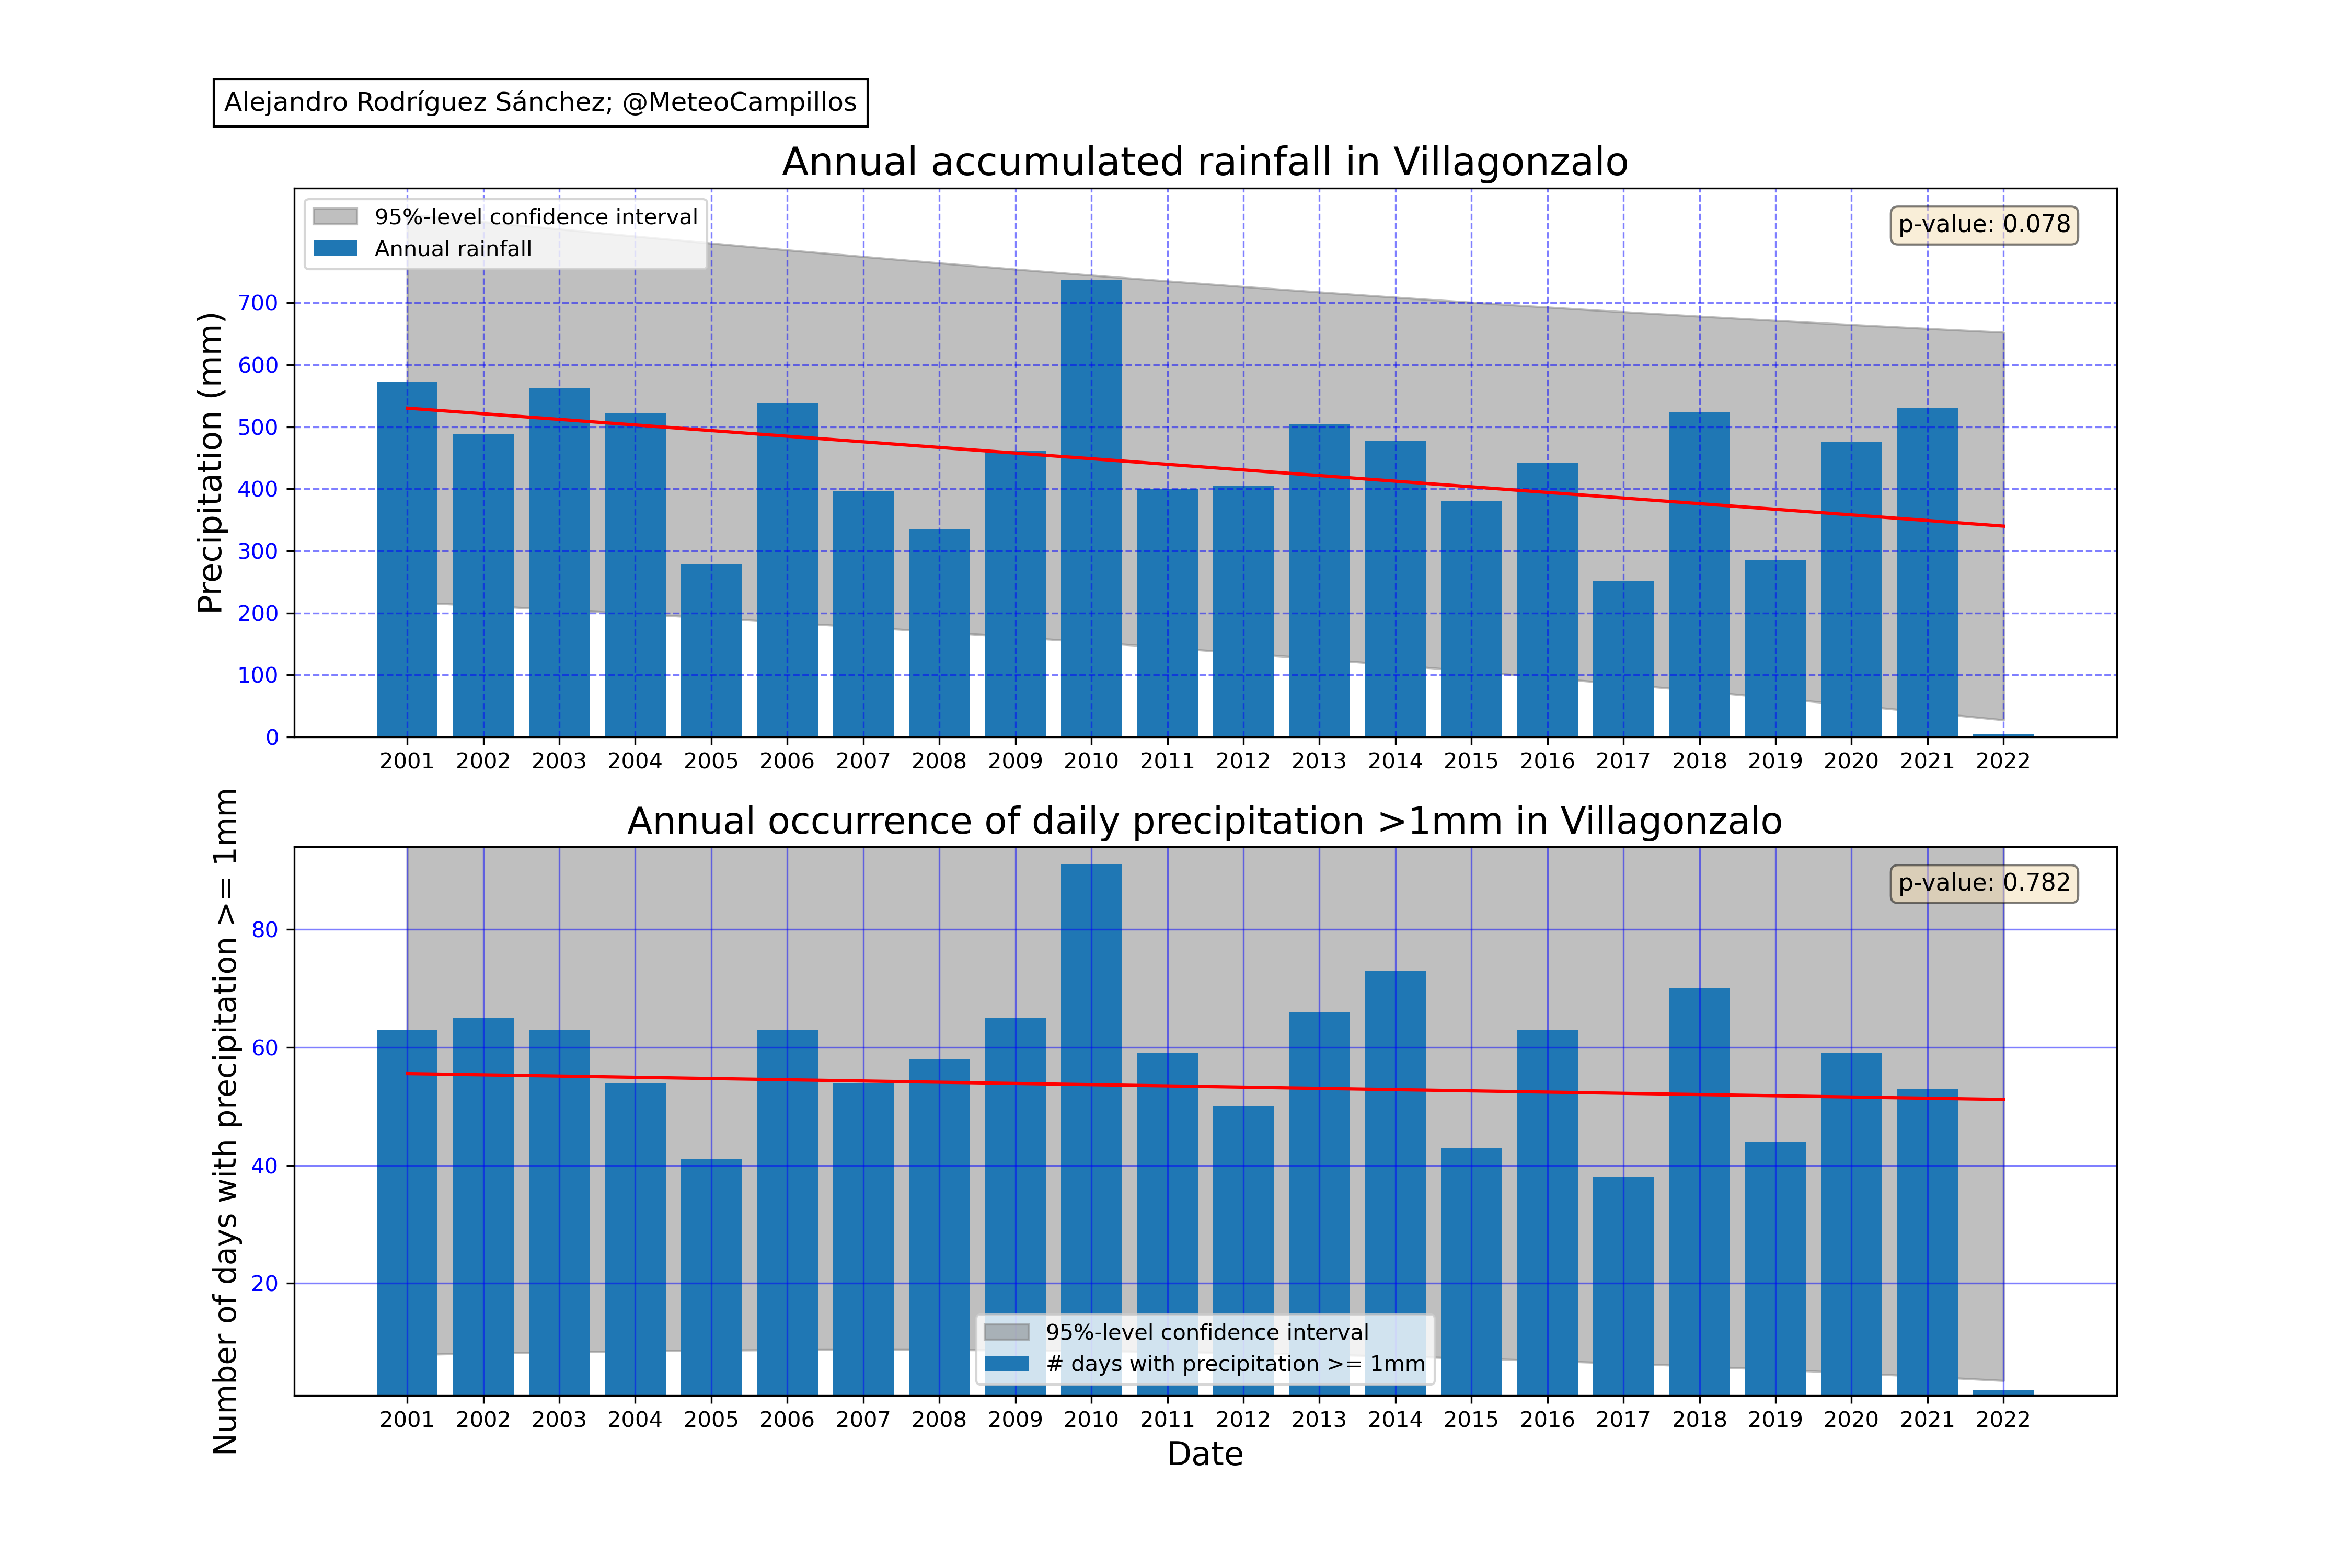 Alejandro Rodríguez Sánchez; @MeteoCampillos
Annual accumulated rainfall in Villagonzalo
95%-level confidence interval
Annual rainfall
p-value: 0.078
Precipitation (mm)
700
600
500
400
300
200
100
0
2001 2002 2003 2004 2005 2006 2007 2008 2009 2010 2011 2012 2013 2014 2015 2016 2017 2018 2019 2020 2021 2022
Annual occurrence of daily precipitation >1mm in Villagonzalo
p-value: 0.782
Number of days with precipitation >= 1mm
80
60
40
20
95%-level confidence interval
# days with precipitation >= 1mm
2001 2002 2003 2004 2005 2006 2007 2008 2009 2010 2011 2012 2013 2014 2015 2016 2017 2018 2019 2020 2021 2022
Date